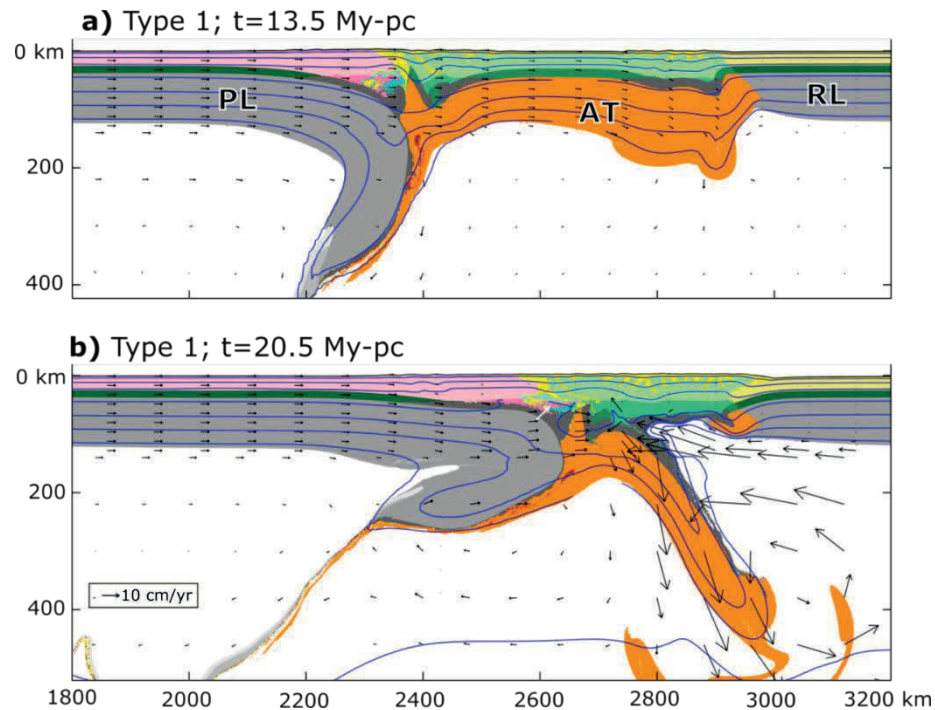 a) Type 1; t=13.5 My-pc
0 km
PL
AT
RL
200
400
b) Type 1; t=20.5 My-pc
0 km
200
400
10 cm/yr
1800 2000 2200 2400 2600 2800 3000 3200 km